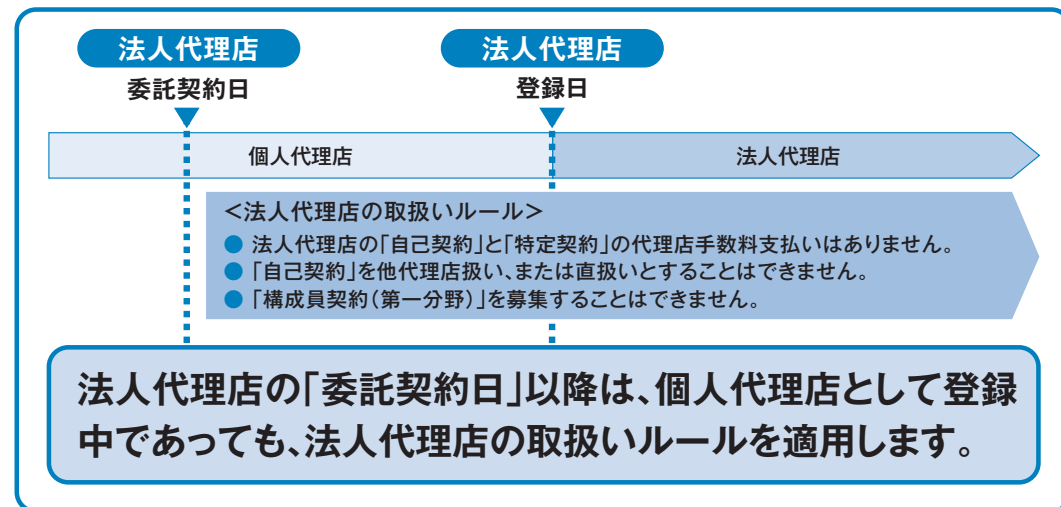 法人代理店
委託契約日
法人代理店
登録日
個人代理店
法人代理店
＜法人代理店の取扱いルール＞
● 法人代理店の「自己契約」と「特定契約」の代理店手数料支払いはありません。
● 「自己契約」を他代理店扱い、または直扱いとすることはできません。
● 「構成員契約（第一分野）」を募集することはできません。
法人代理店の「委託契約日」以降は、個人代理店として登録
中であっても、法人代理店の取扱いルールを適用します。